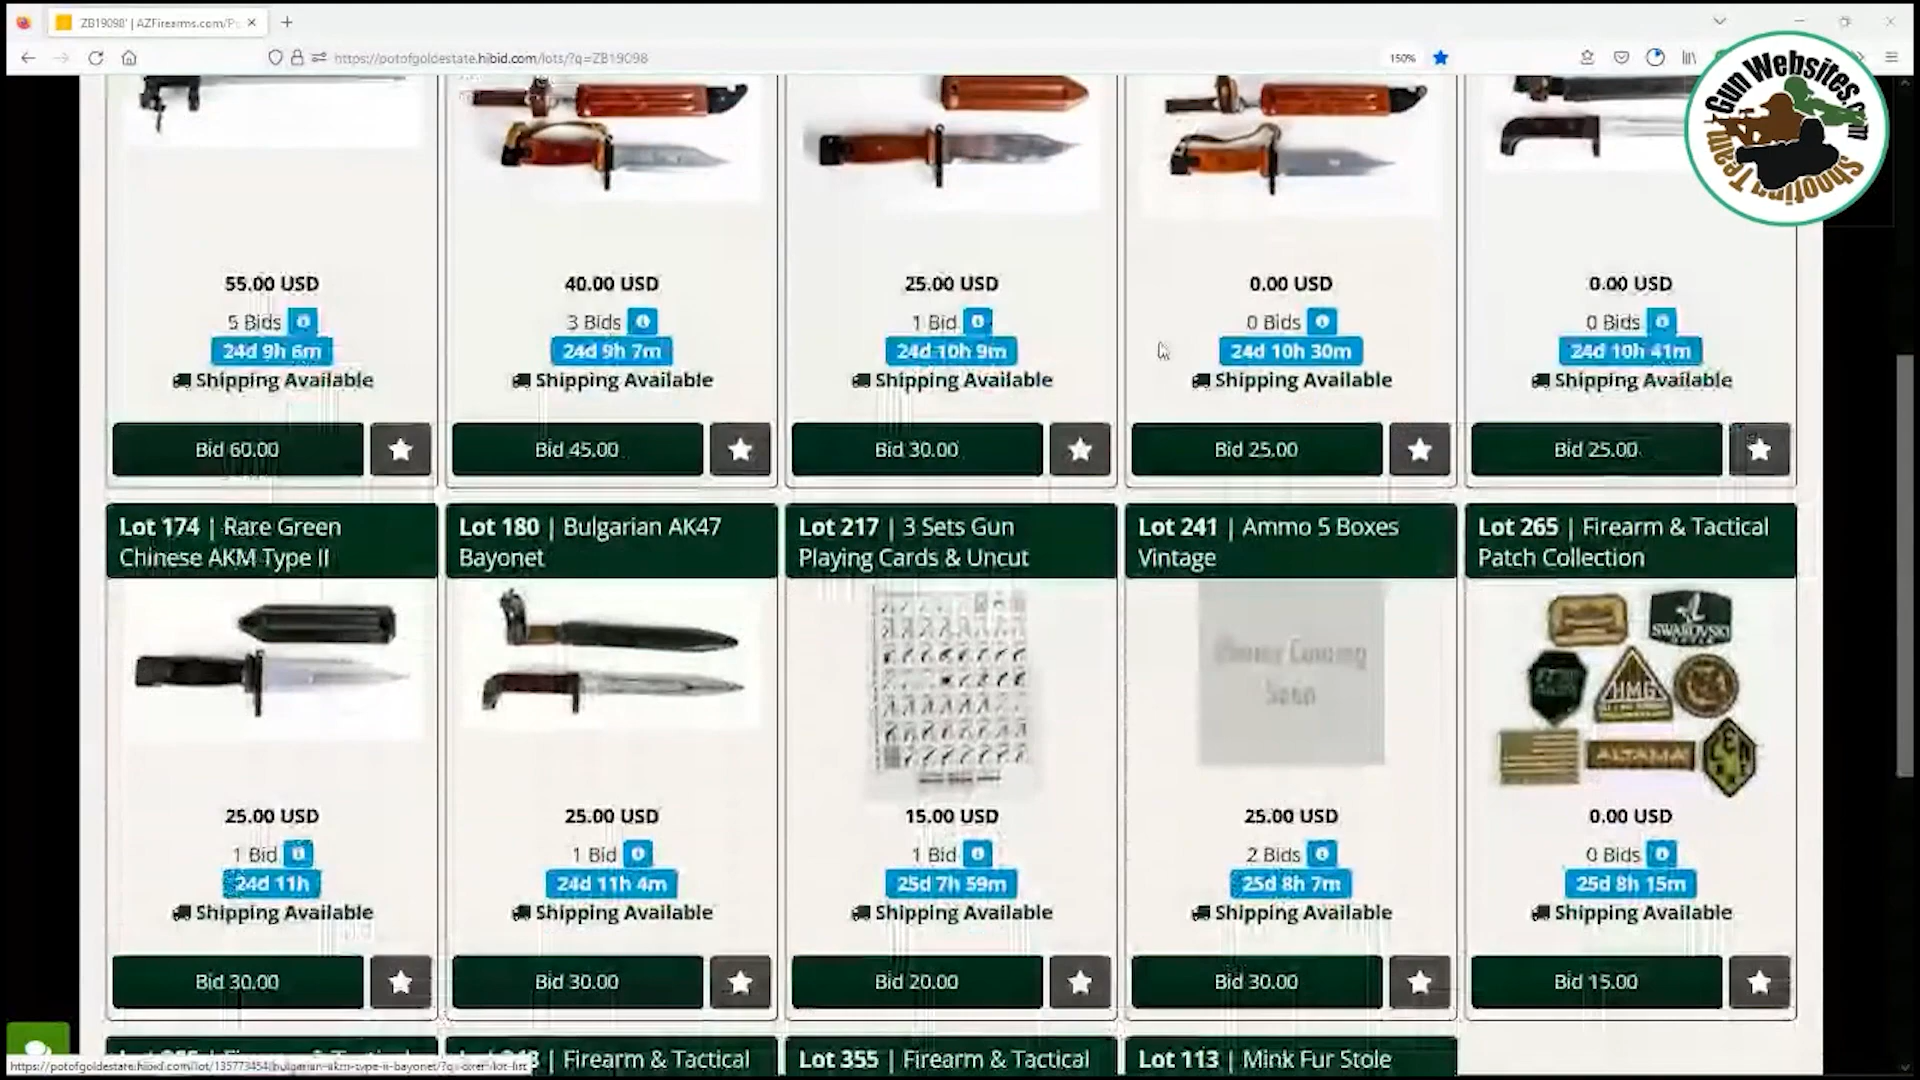 ZB19098' | AZFirearms.com/P
https://potofgoldestate.hibid.com/lots/?q=ZB19098
150%
Gun Websites.com
Shooting Team
55.00 USD
40.00 USD
25.00 USD
0.00 USD
0.00 USD
5 Bids
3 Bids
1 Bid
0 Bids
0 Bids
24d 9h 6m
24d 9h 7m
24d 10h 9m
24d 10h 30m
24d 10h 41m
Shipping Available
Shipping Available
Shipping Available
Shipping Available
Shipping Available
Bid 60.00
Bid 45.00
Bid 30.00
Bid 25.00
Bid 25.00
Lot 174 | Rare Green
Chinese AKM Type II
Lot 180 | Bulgarian AK47
Bayonet
Lot 217 | 3 Sets Gun
Playing Cards & Uncut
Lot 241 | Ammo 5 Boxes
Vintage
Lot 265 | Firearm & Tactical
Patch Collection
Coming
Soon
SWAROVSKI
HMG
ALTAMA
25.00 USD
25.00 USD
15.00 USD
25.00 USD
0.00 USD
1 Bid
1 Bid
1 Bid
2 Bids
0 Bids
24d 11h
24d 11h 4m
25d 7h 59m
25d 8h 7m
25d 8h 15m
Shipping Available
Shipping Available
Shipping Available
Shipping Available
Shipping Available
Bid 30.00
Bid 30.00
Bid 20.00
Bid 30.00
Bid 15.00
| Firearm & Tactical
Lot 355 | Firearm & Tactical
Lot 113 | Mink Fur Stole